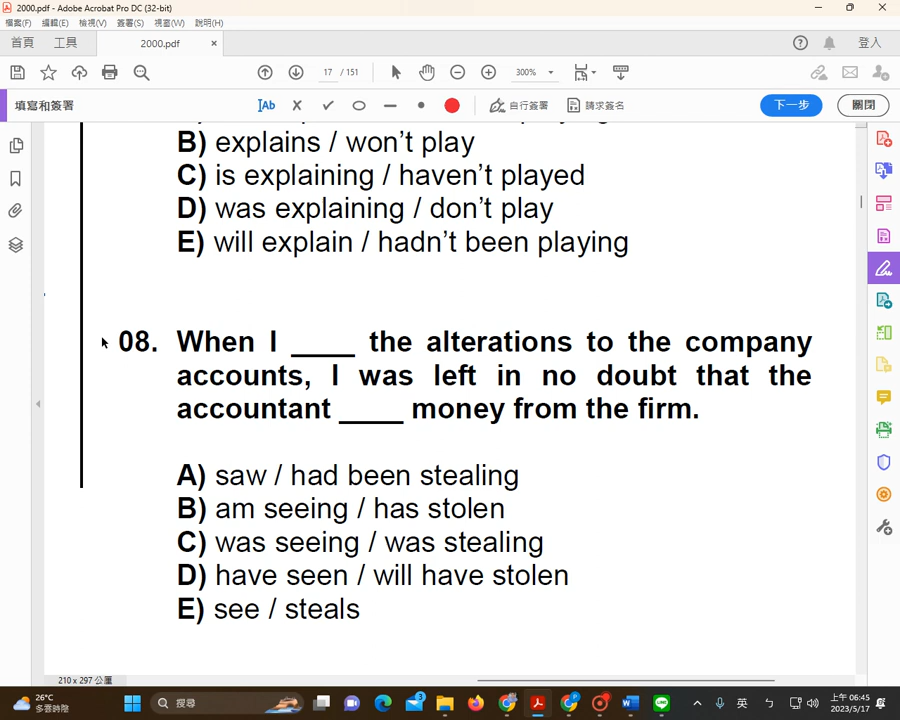 2000.pdf - Adobe Acrobat Pro DC (32-bit)
檔案(F) 編輯(E) 檢視(V) 簽署(S) 視窗(W) 說明(H)
首頁 工具 2000.pdf × 登入
17 / 151 300%
填寫和簽署 Ab 自行簽署 請求簽名 下一步 關閉
B) explains / won't play
C) is explaining / haven't played
D) was explaining / don't play
E) will explain / hadn't been playing
08. When I ____ the alterations to the company
accounts, I was left in no doubt that the
accountant ____ money from the firm.
A) saw / had been stealing
B) am seeing / has stolen
C) was seeing / was stealing
D) have seen / will have stolen
E) see / steals
210 x 297 公釐
26°C
多雲時陰
搜尋
3
英
上午 06:45
2023/5/17